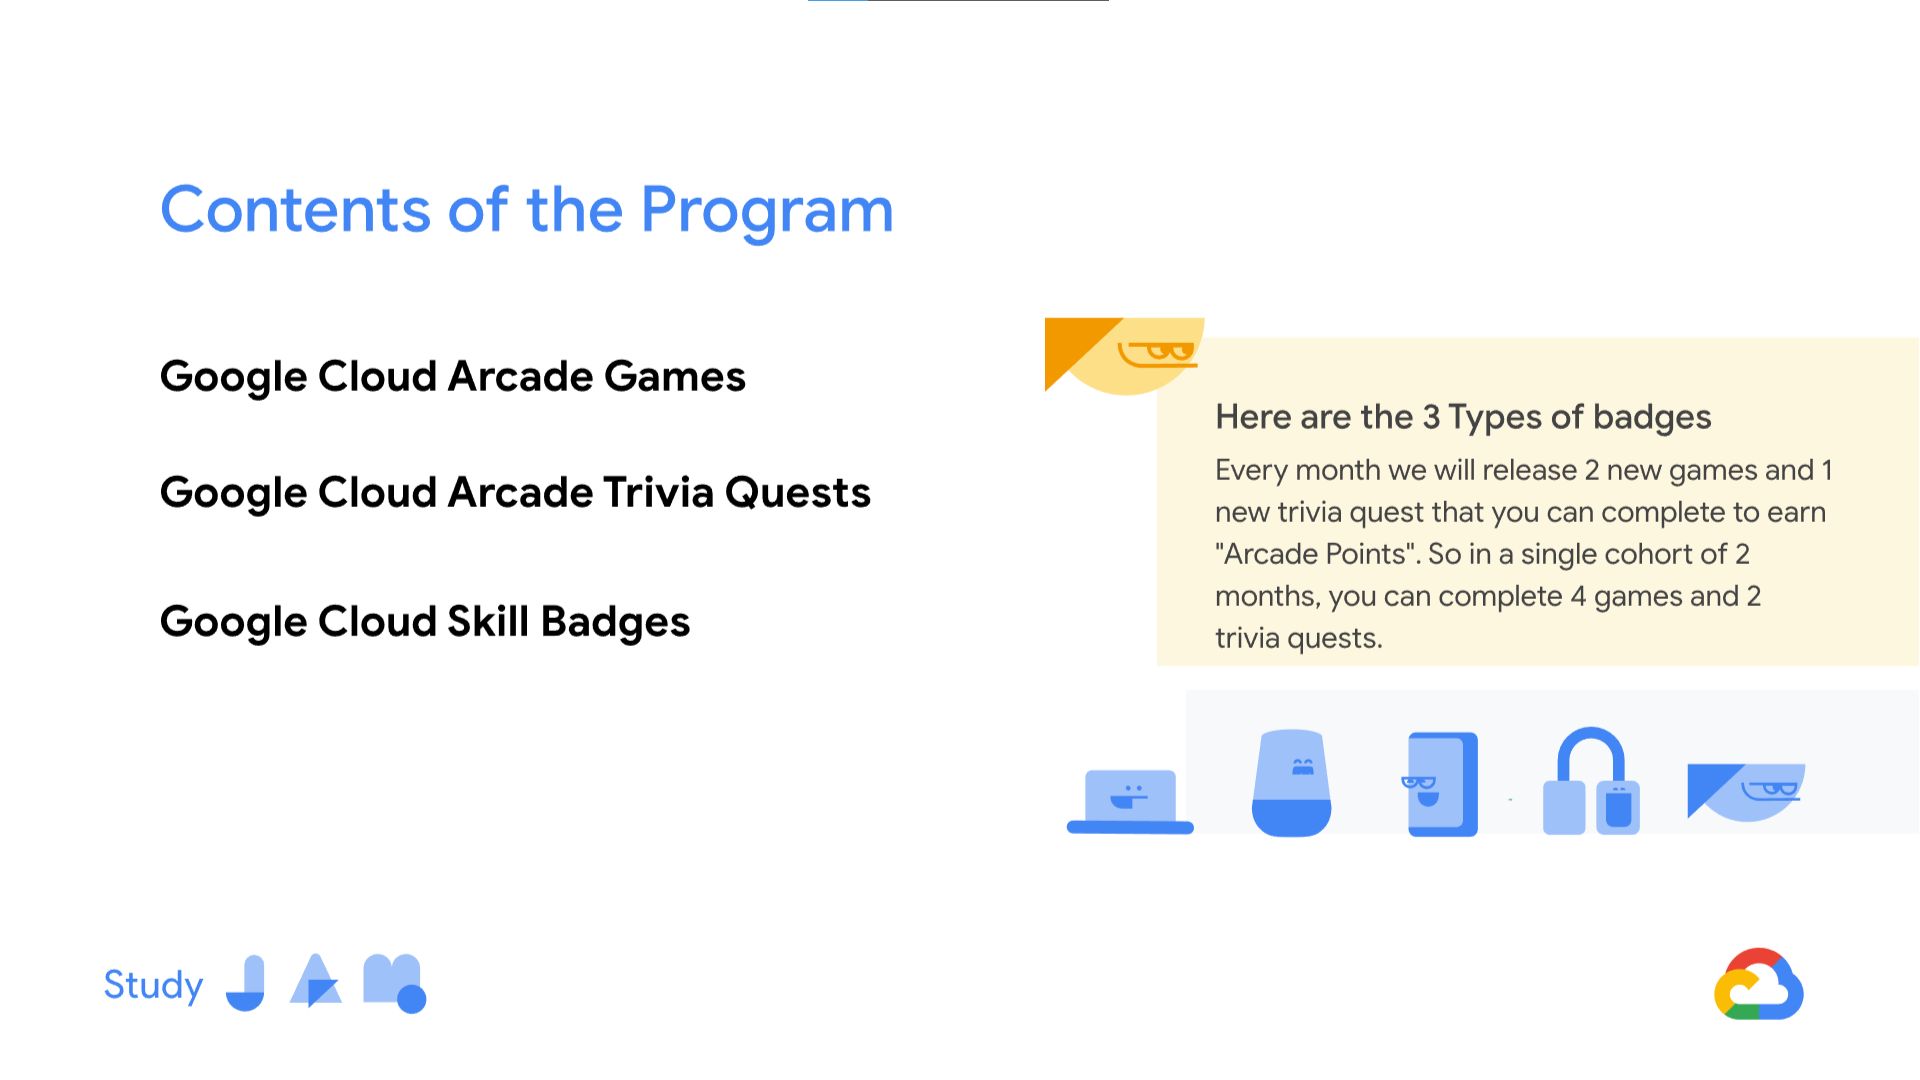 Contents of the Program
Google Cloud Arcade Games
Google Cloud Arcade Trivia Quests
Google Cloud Skill Badges
Here are the 3 Types of badges
Every month we will release 2 new games and 1
new trivia quest that you can complete to earn
"Arcade Points". So in a single cohort of 2
months, you can complete 4 games and 2
trivia quests.
Study JAM